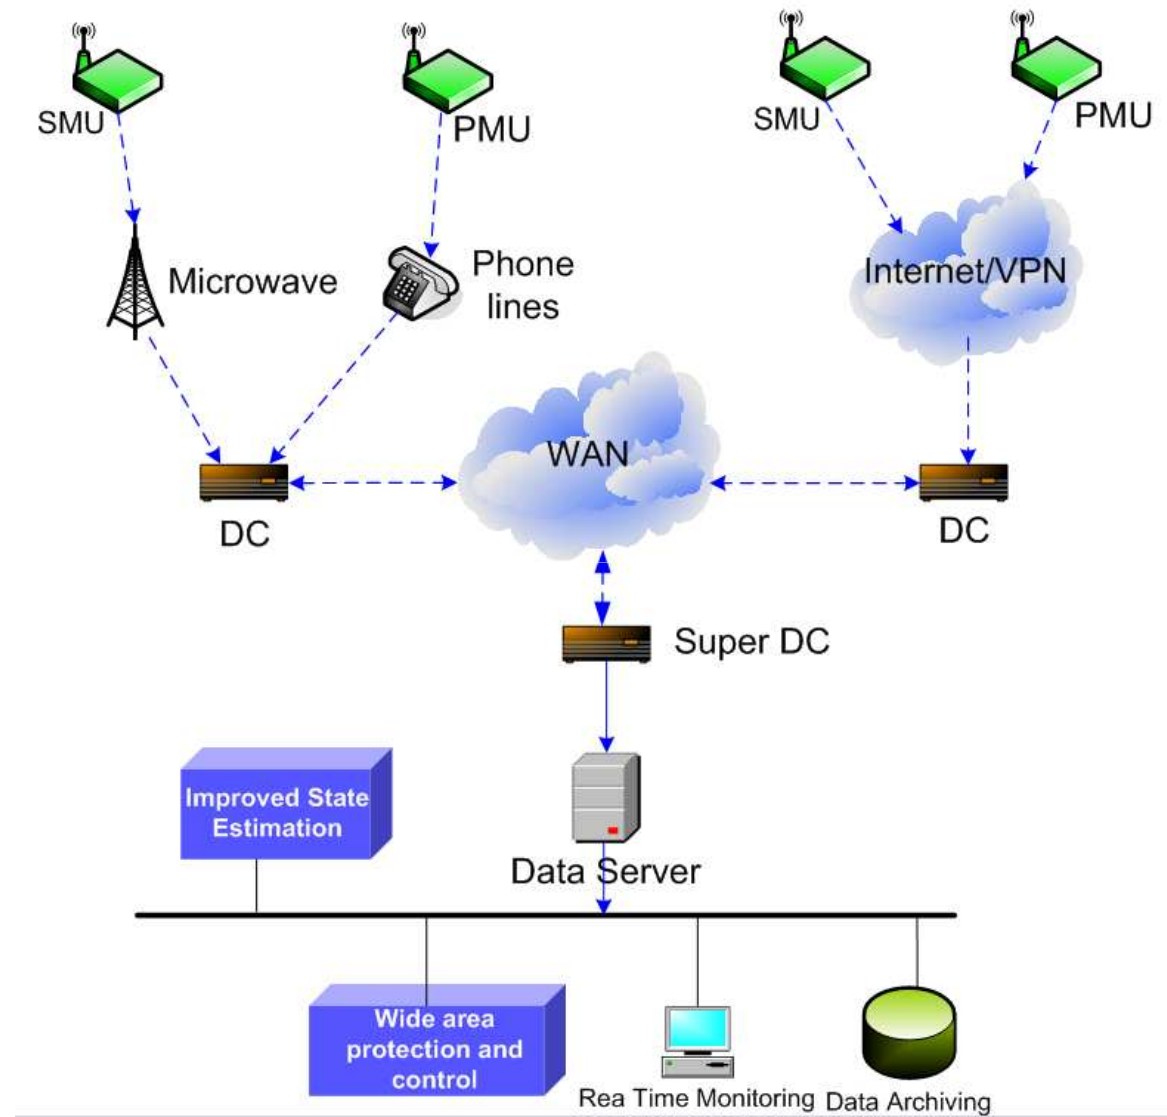 SMU
PMU
SMU
PMU
Microwave
Phone
lines
Internet/VPN
WAN
DC
DC
Super DC
Improved State
Estimation
Data Server
Wide area
protection and
control
Rea Time Monitoring
Data Archiving